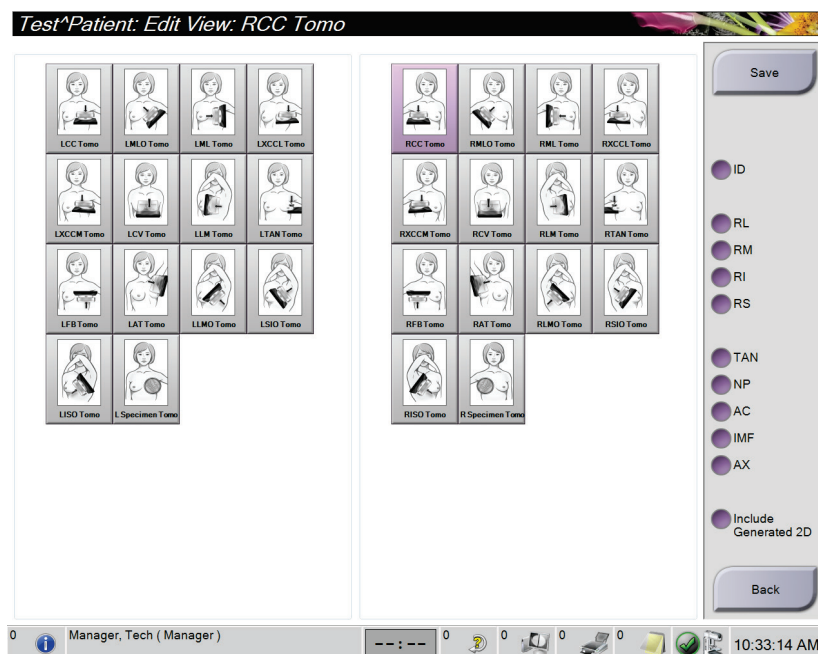 Test^Patient: Edit View: RCC Tomo
LCC Tomo
LMLO Tomo
LML Tomo
LXCCL Tomo
LXCCM Tomo
LCV Tomo
LLM Tomo
LTAN Tomo
LFB Tomo
LAT Tomo
LLMO Tomo
LSIO Tomo
LISO Tomo
L Specimen Tomo
RCC Tomo
RMLO Tomo
RML Tomo
RXCCL Tomo
RXCCM Tomo
RCV Tomo
RLM Tomo
RTAN Tomo
RFB Tomo
RAT Tomo
RLMO Tomo
RSIO Tomo
RISO Tomo
R Specimen Tomo
Save
ID
RL
RM
RI
RS
TAN
NP
AC
IMF
AX
Include
Generated 2D
Back
0
Manager, Tech ( Manager )
--:--
0
0
0
0
10:33:14 AM